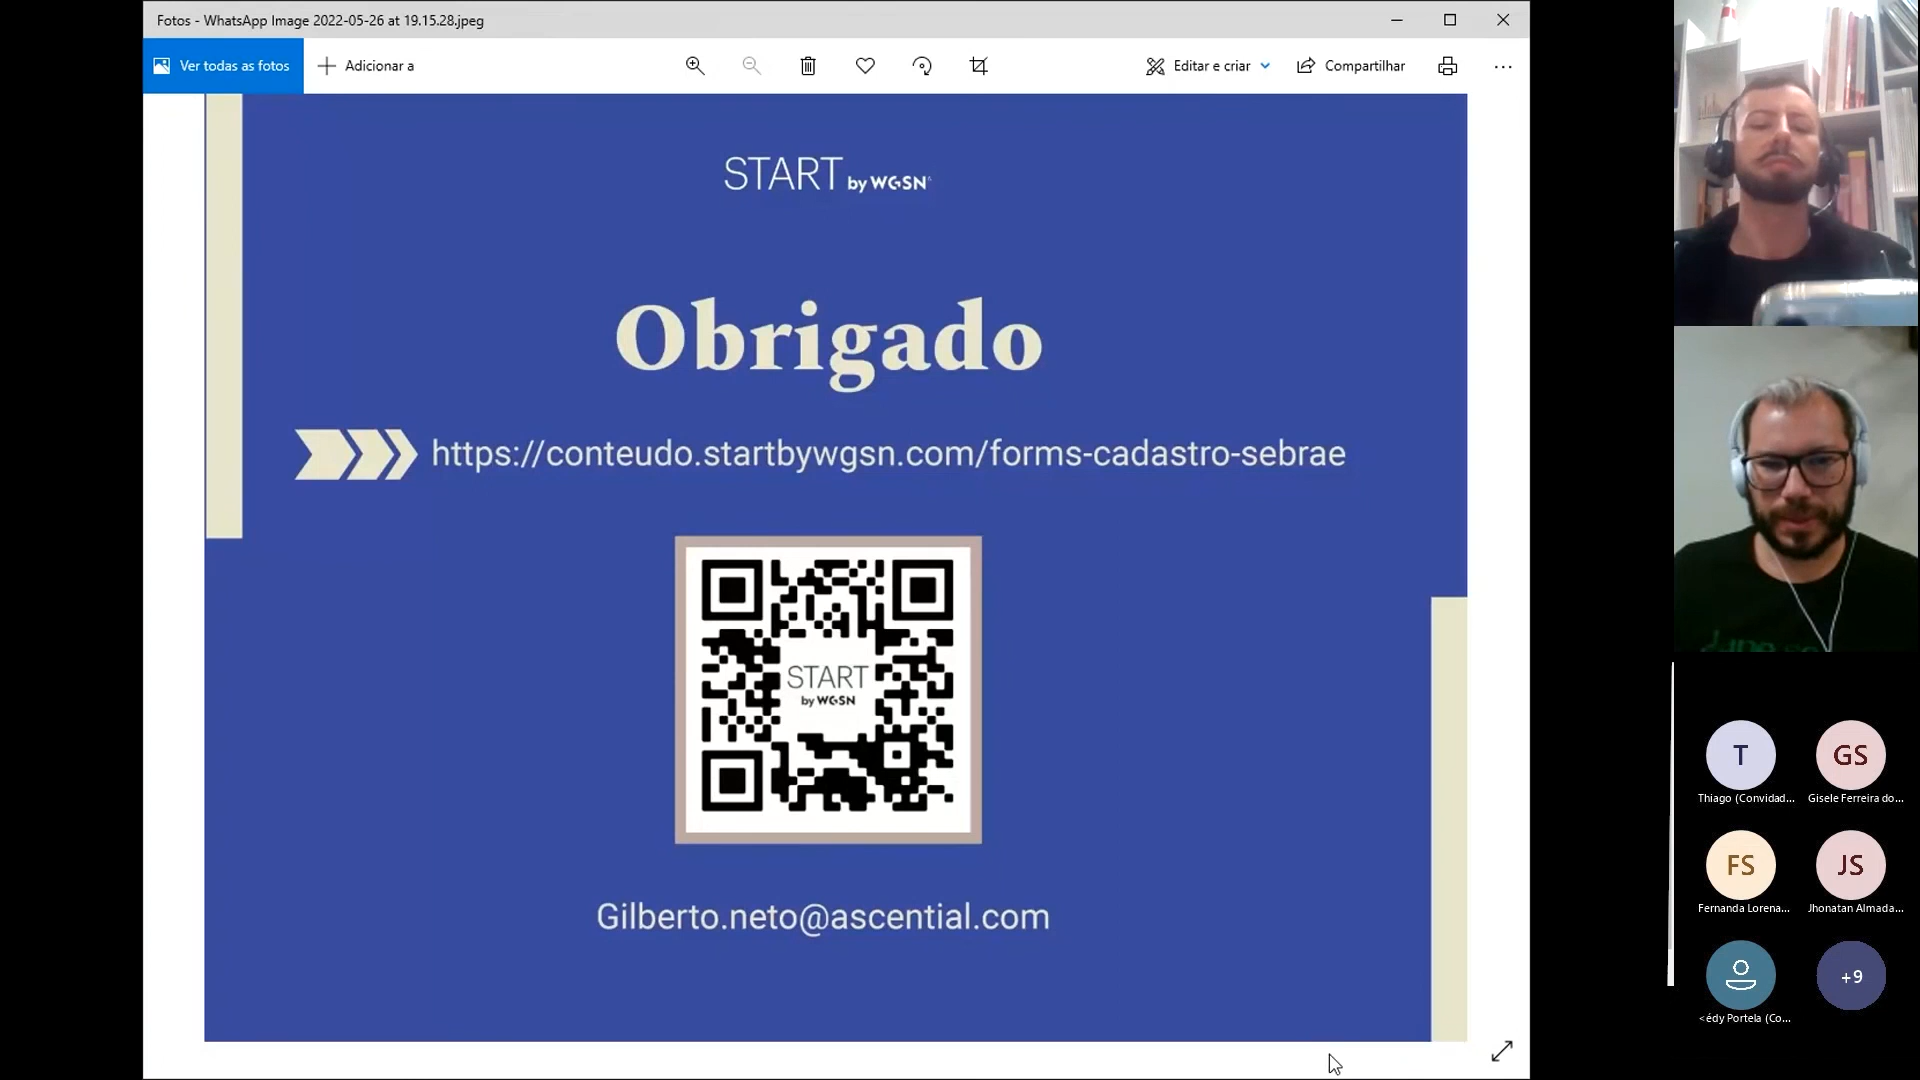 Fotos - WhatsApp Image 2022-05-26 at 19.15.28.jpeg
Ver todas as fotos
Adicionar a
Editar e criar
Compartilhar
START by WGSN
Obrigado
https://conteudo.startbywgsn.com/forms-cadastro-sebrae
START
by WGSN
Gilberto.neto@ascential.com
T
GS
Thiago (Convidad...
Gisele Ferreira do...
FS
JS
Fernanda Lorena...
Jhonatan Almada...
+9
<édy Portela (Co...